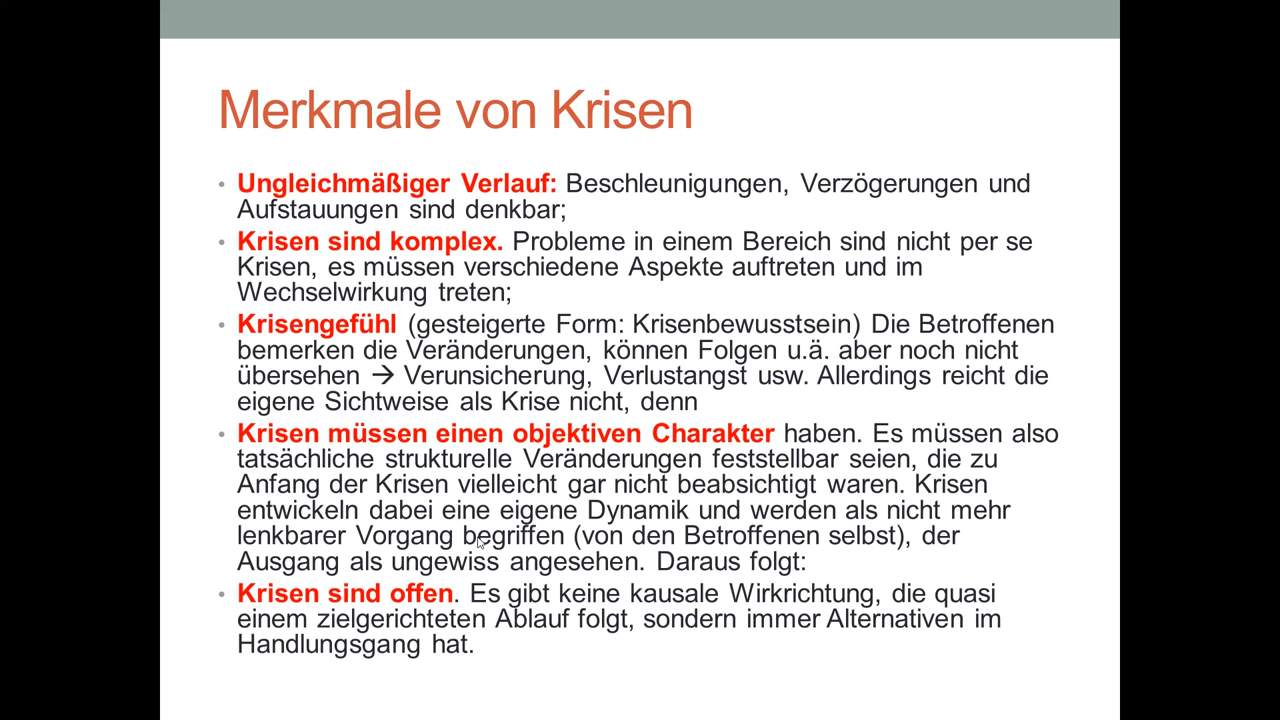 Merkmale von Krisen
• Ungleichmäßiger Verlauf: Beschleunigungen, Verzögerungen und
Aufstauungen sind denkbar;
• Krisen sind komplex. Probleme in einem Bereich sind nicht per se
Krisen, es müssen verschiedene Aspekte auftreten und im
Wechselwirkung treten;
• Krisengefühl (gesteigerte Form: Krisenbewusstsein) Die Betroffenen
bemerken die Veränderungen, können Folgen u.ä. aber noch nicht
übersehen → Verunsicherung, Verlustangst usw. Allerdings reicht die
eigene Sichtweise als Krise nicht, denn
• Krisen müssen einen objektiven Charakter haben. Es müssen also
tatsächliche strukturelle Veränderungen feststellbar seien, die zu
Anfang der Krisen vielleicht gar nicht beabsichtigt waren. Krisen
entwickeln dabei eine eigene Dynamik und werden als nicht mehr
lenkbarer Vorgang begriffen (von den Betroffenen selbst), der
Ausgang als ungewiss angesehen. Daraus folgt:
• Krisen sind offen. Es gibt keine kausale Wirkrichtung, die quasi
einem zielgerichteten Ablauf folgt, sondern immer Alternativen im
Handlungsgang hat.